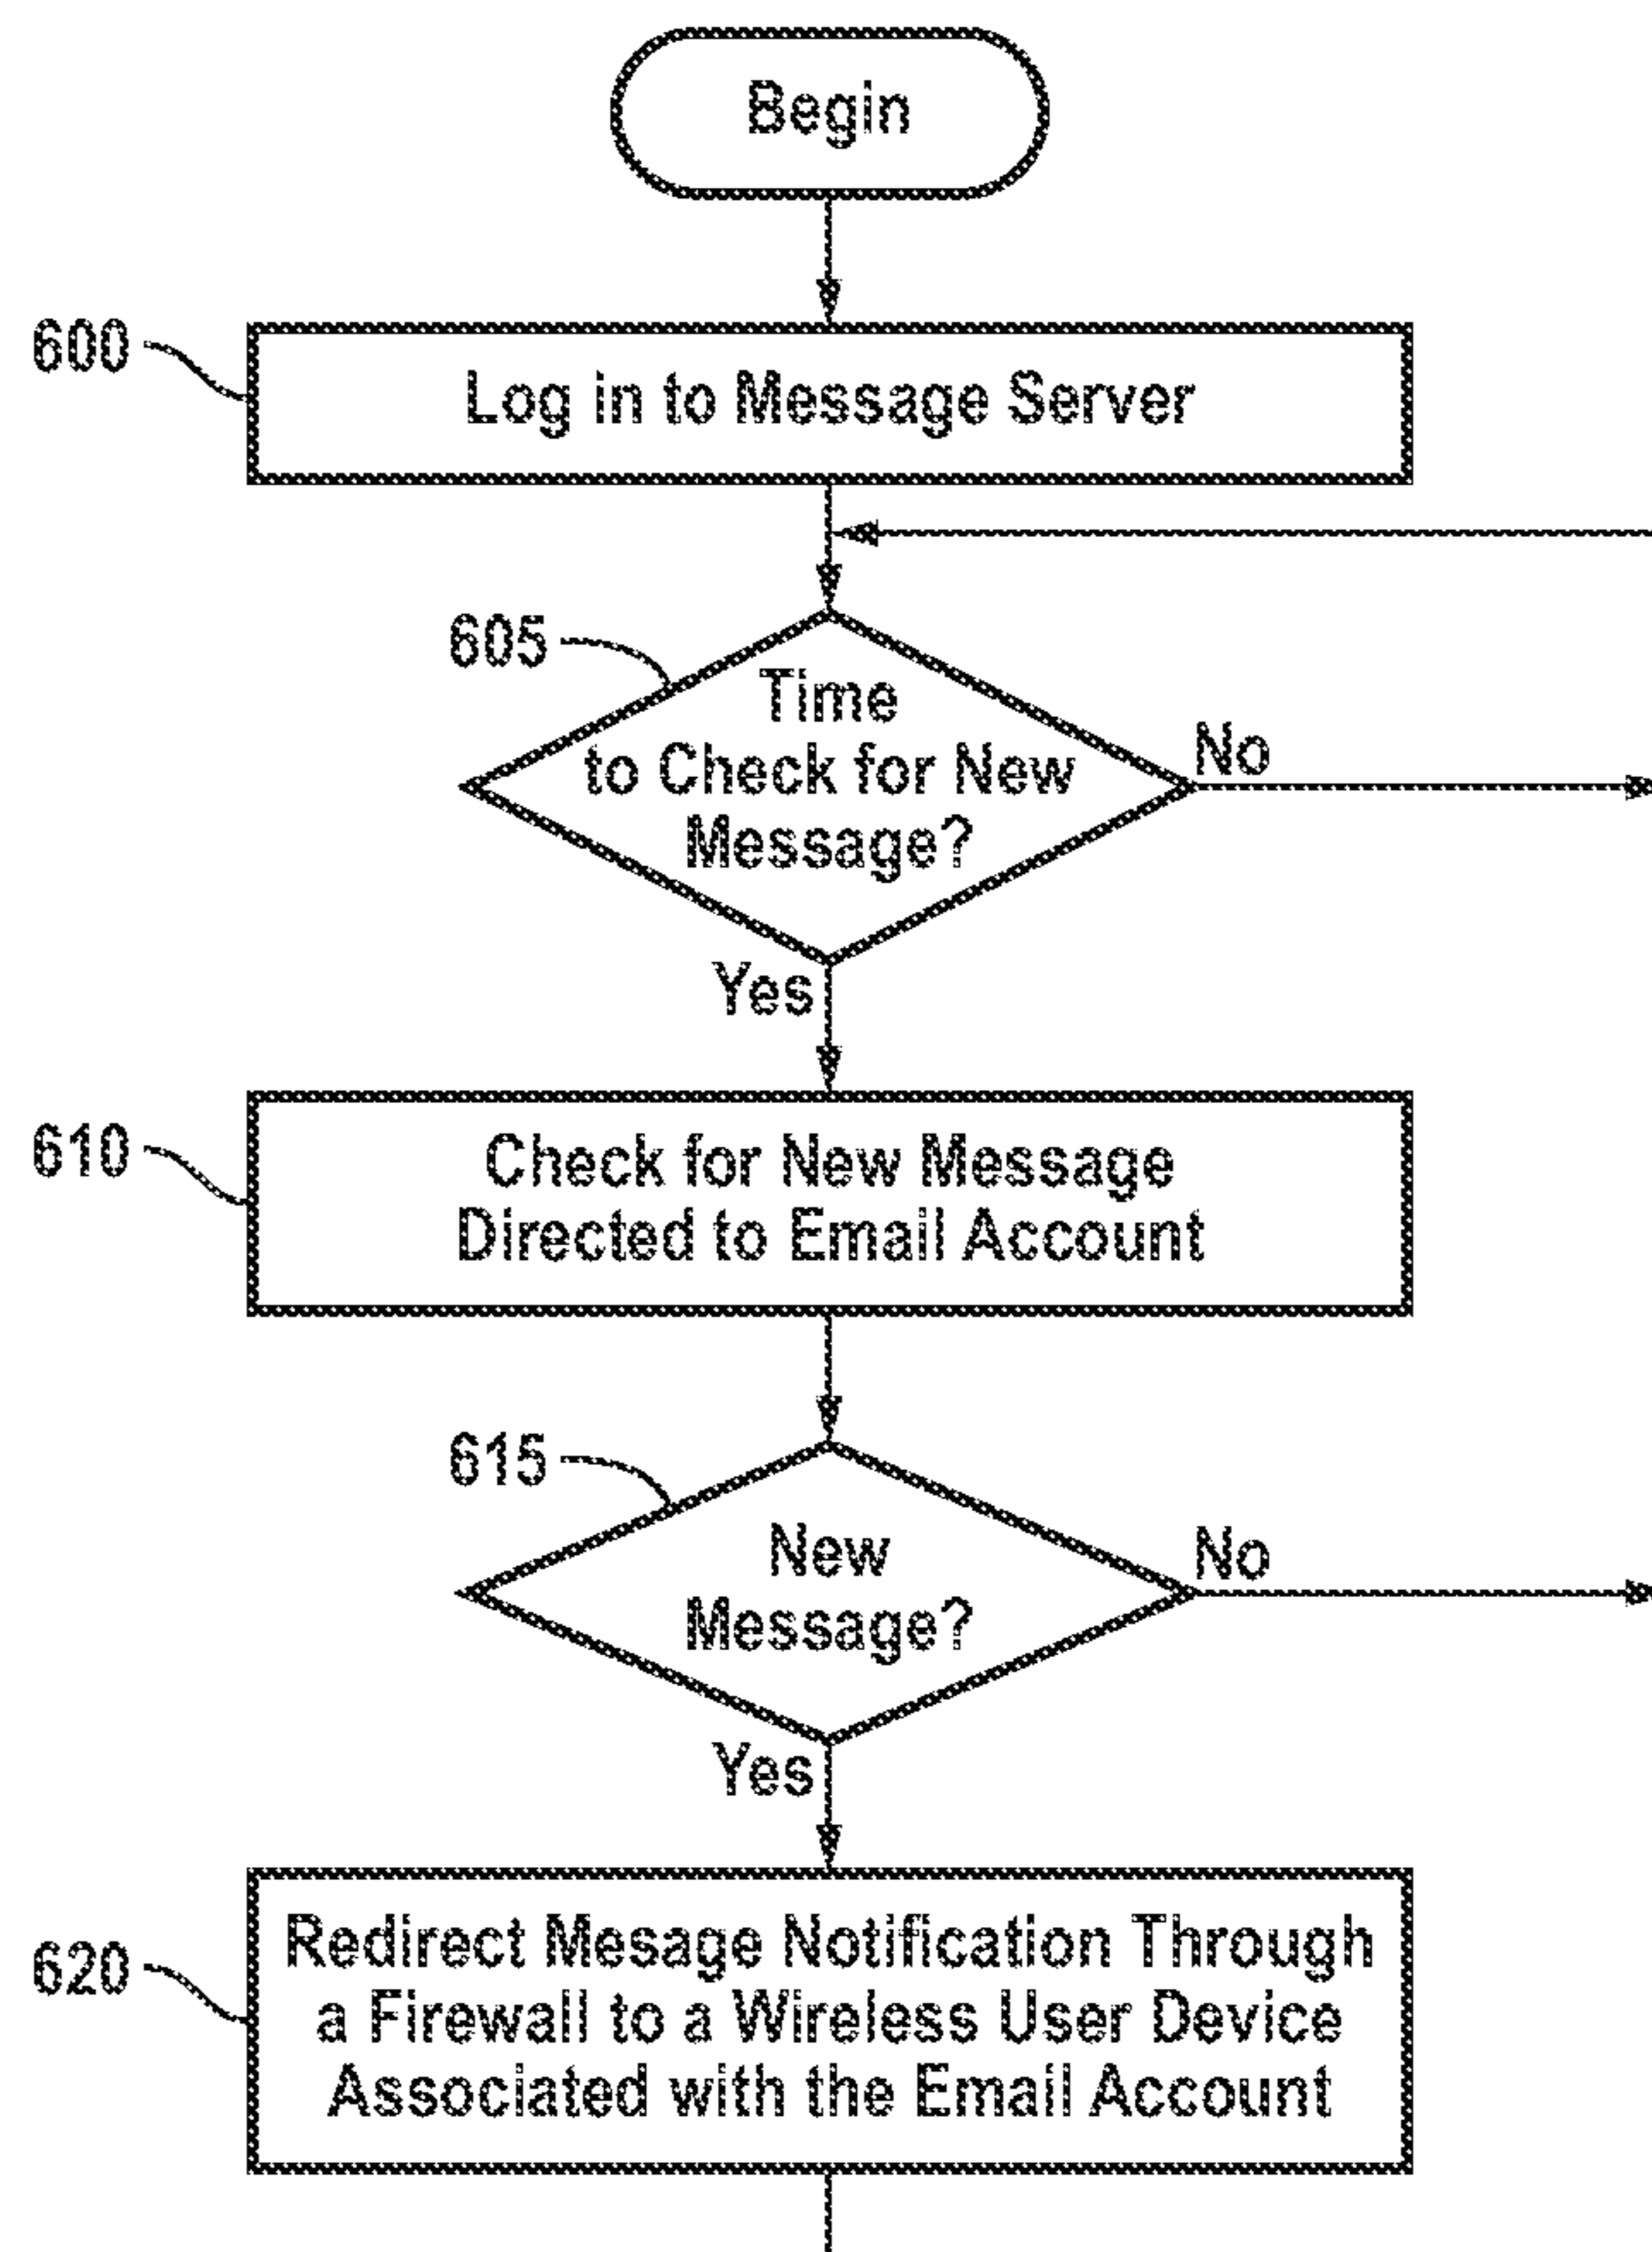 Begin
600
Log in to Message Server
605
Time
to Check for New
Message?
No
Yes
610
Check for New Message
Directed to Email Account
615
New
Message?
No
Yes
620
Redirect Mesage Notification Through
a Firewall to a Wireless User Device
Associated with the Email Account